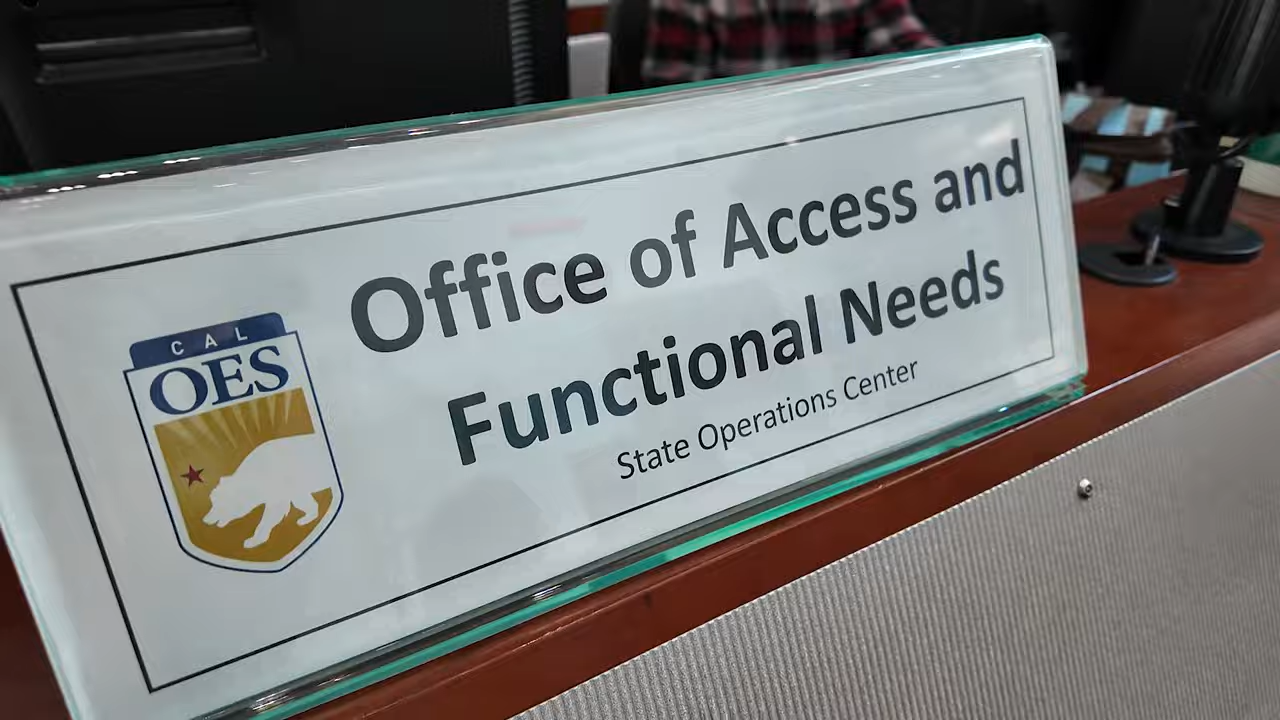 CAL
OES
Office of Access and
Functional Needs
State Operations Center